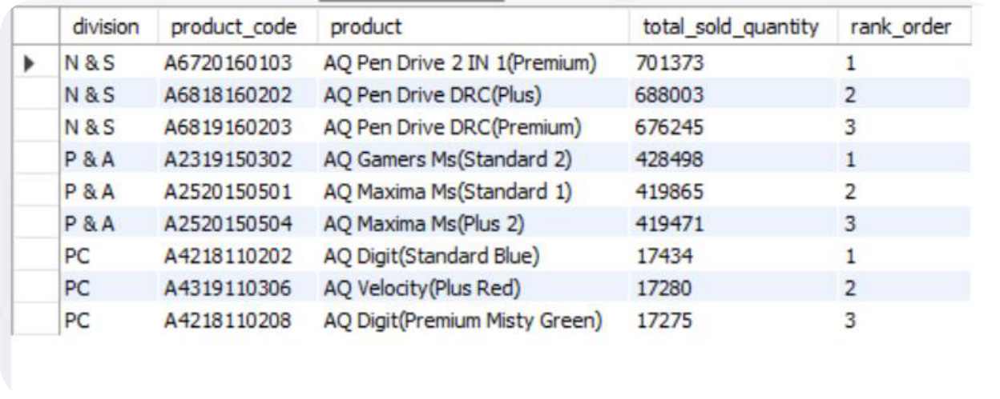 division product_code product total_sold_quantity rank_order
N & S A6720160103 AQ Pen Drive 2 IN 1(Premium) 701373 1
N & S A6818160202 AQ Pen Drive DRC(Plus) 688003 2
N & S A6819160203 AQ Pen Drive DRC(Premium) 676245 3
P & A A2319150302 AQ Gamers Ms(Standard 2) 428498 1
P & A A2520150501 AQ Maxima Ms(Standard 1) 419865 2
P & A A2520150504 AQ Maxima Ms(Plus 2) 419471 3
PC A4218110202 AQ Digit(Standard Blue) 17434 1
PC A4319110306 AQ Velocity(Plus Red) 17280 2
PC A4218110208 AQ Digit(Premium Misty Green) 17275 3